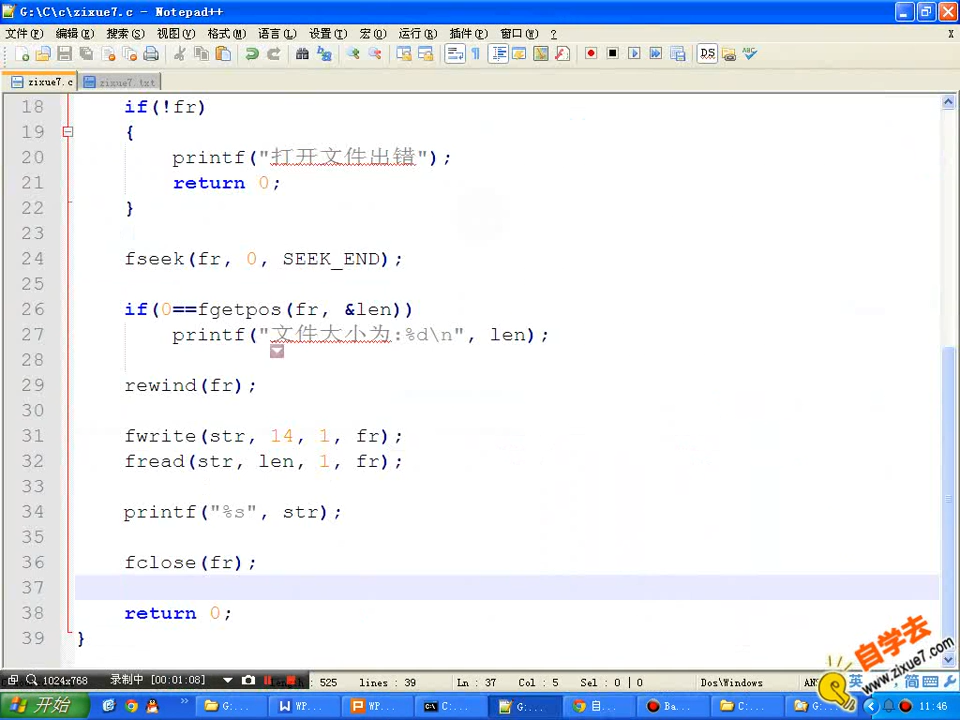 G:\C\c\zixue7.c - Notepad++
文件(F) 编辑(E) 搜索(S) 视图(V) 格式(M) 语言(L) 设置(T) 宏(O) 运行(R) 插件(P) 窗口(W) ? X
zixue7.c zixue7.txt
18 if(!fr)
19 {
20 printf("打开文件出错");
21 return 0;
22 }
23
24 fseek(fr, 0, SEEK_END);
25
26 if(0==fgetpos(fr, &len))
27 printf("文件大小为:%d\n", len);
28
29 rewind(fr);
30
31 fwrite(str, 14, 1, fr);
32 fread(str, len, 1, fr);
33
34 printf("%s", str);
35
36 fclose(fr);
37
38 return 0;
39 }
自学去
www.zixue7.com
1024x768 录制中 [00:01:08] 525 lines : 39 Ln : 37 Col : 5 Sel : 0 | 0 Dos\Windows
英 简
开始 G:... WP... WP... C:... G:... 自... Ba... C:... G:... 11:46